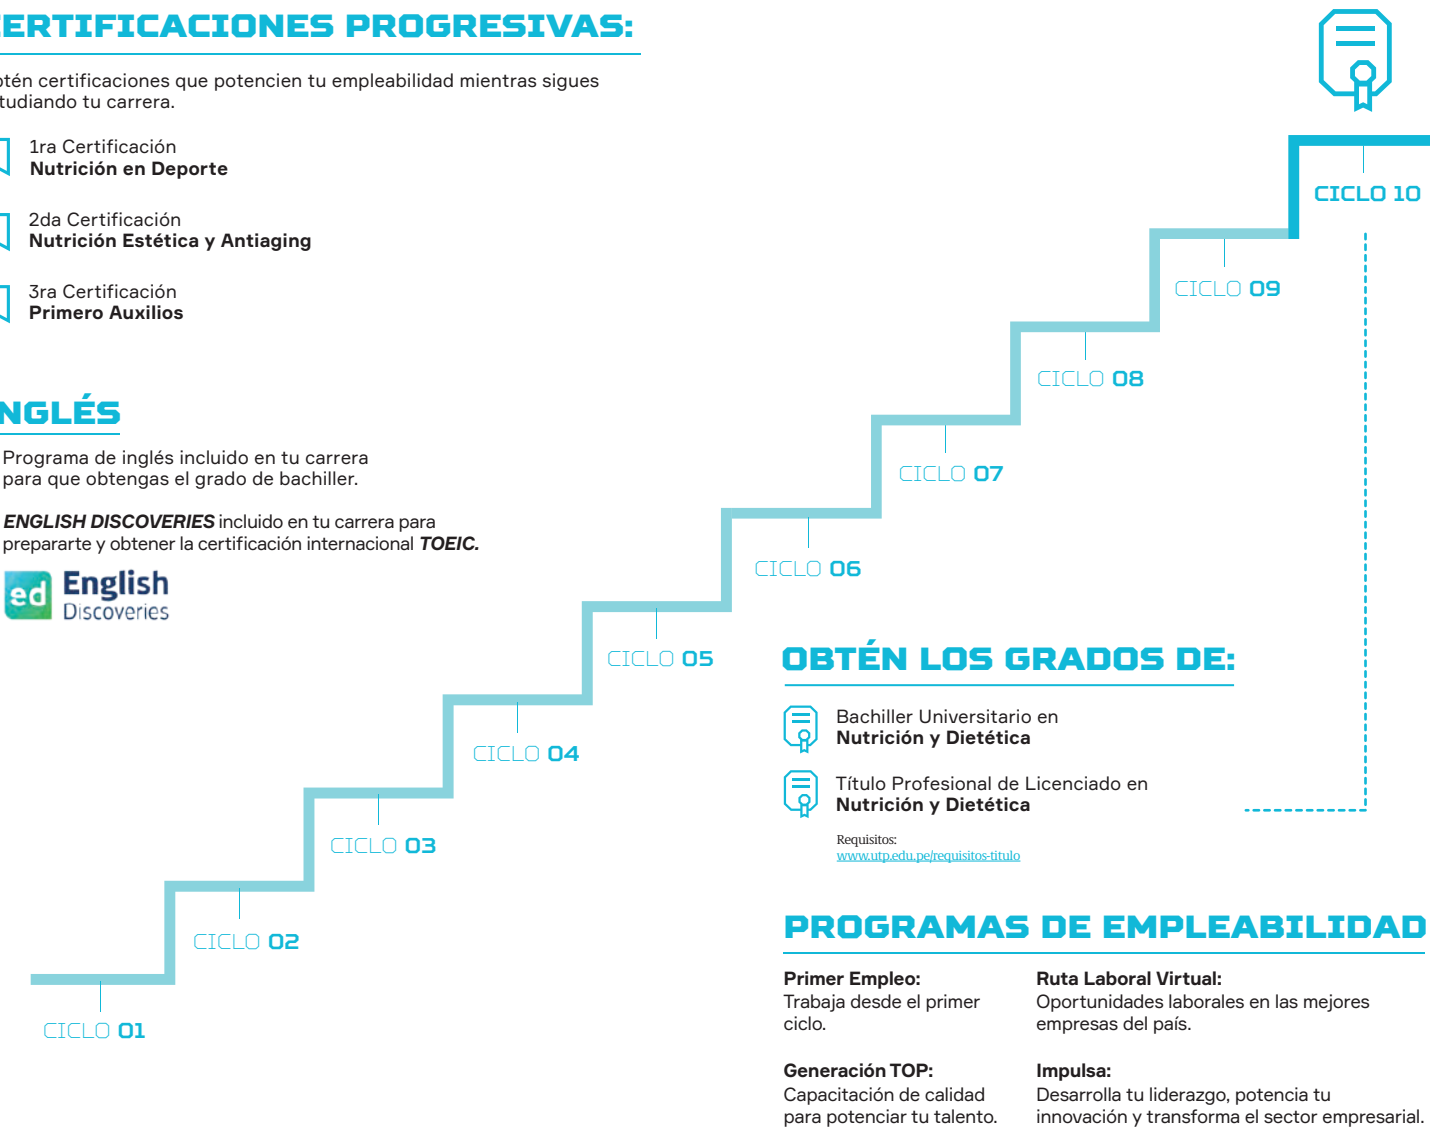 ERTIFICACIONES PROGRESIVAS:
tén certificaciones que potencien tu empleabilidad mientras sigues
tudiando tu carrera.
1ra Certificación
Nutrición en Deporte
2da Certificación
Nutrición Estética y Antiaging
3ra Certificación
Primero Auxilios
NGLÉS
Programa de inglés incluido en tu carrera
para que obtengas el grado de bachiller.
ENGLISH DISCOVERIES incluido en tu carrera para
prepararte y obtener la certificación internacional TOEIC.
ed English
Discoveries
CICLO 10
CICLO 09
CICLO 08
CICLO 07
CICLO 06
CICLO 05
CICLO 04
CICLO 03
CICLO 02
CICLO 01
OBTÉN LOS GRADOS DE:
Bachiller Universitario en
Nutrición y Dietética
Título Profesional de Licenciado en
Nutrición y Dietética
Requisitos:
www.utp.edu.pe/requisitos-titulo
PROGRAMAS DE EMPLEABILIDAD
Primer Empleo:
Trabaja desde el primer
ciclo.
Ruta Laboral Virtual:
Oportunidades laborales en las mejores
empresas del país.
Generación TOP:
Capacitación de calidad
para potenciar tu talento.
Impulsa:
Desarrolla tu liderazgo, potencia tu
innovación y transforma el sector empresarial.